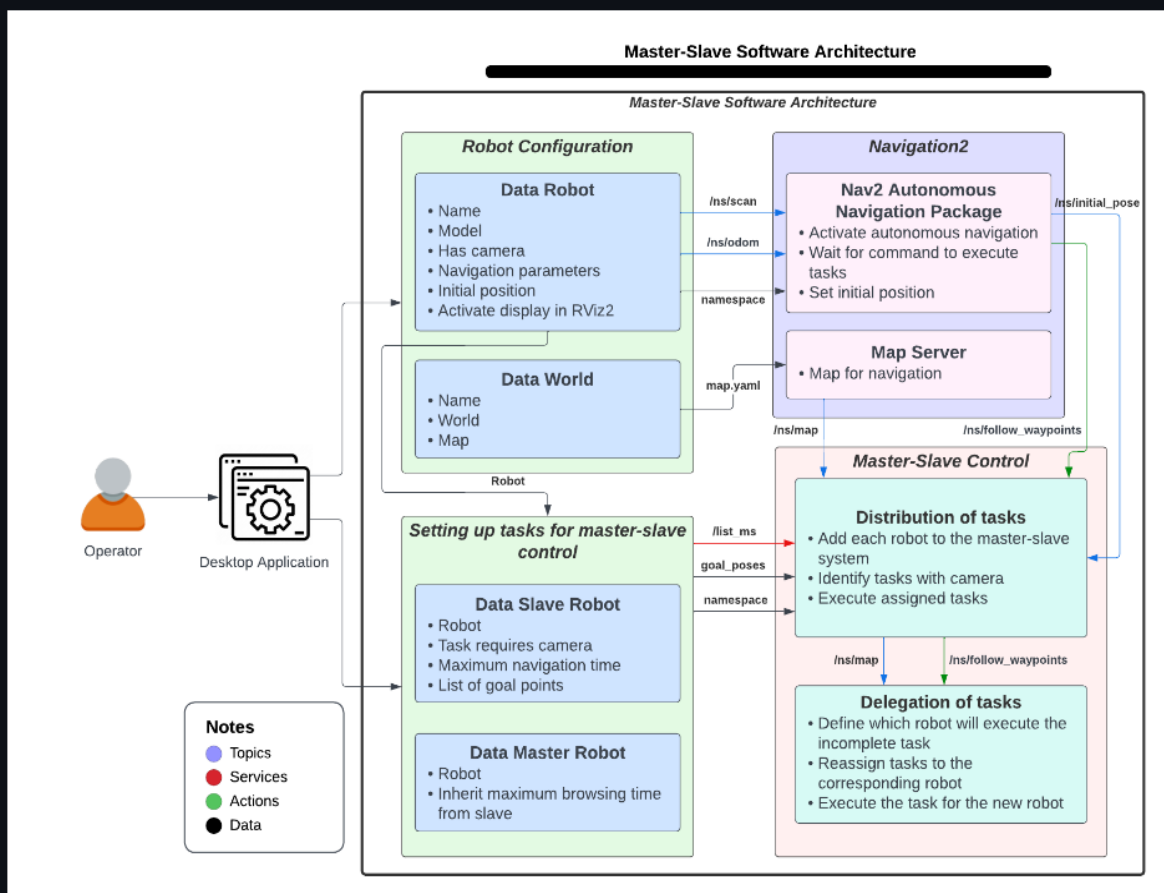 Master-Slave Software Architecture
Master-Slave Software Architecture
Robot Configuration
Data Robot
• Name
• Model
• Has camera
• Navigation parameters
• Initial position
• Activate display in RViz2
Data World
• Name
• World
• Map
/ns/scan
/ns/odom
namespace
map.yaml
Navigation2
Nav2 Autonomous
Navigation Package
• Activate autonomous navigation
• Wait for command to execute
tasks
• Set initial position
Map Server
• Map for navigation
/ns/initial_pose
/ns/map
/ns/follow_waypoints
Operator
Desktop Application
Robot
Setting up tasks for master-slave
control
Data Slave Robot
• Robot
• Task requires camera
• Maximum navigation time
• List of goal points
Data Master Robot
• Robot
• Inherit maximum browsing time
from slave
/list_ms
goal_poses
namespace
Master-Slave Control
Distribution of tasks
• Add each robot to the master-slave
system
• Identify tasks with camera
• Execute assigned tasks
/ns/map
/ns/follow_waypoints
Delegation of tasks
• Define which robot will execute the
incomplete task
• Reassign tasks to the
corresponding robot
• Execute the task for the new robot
Notes
Topics
Services
Actions
Data